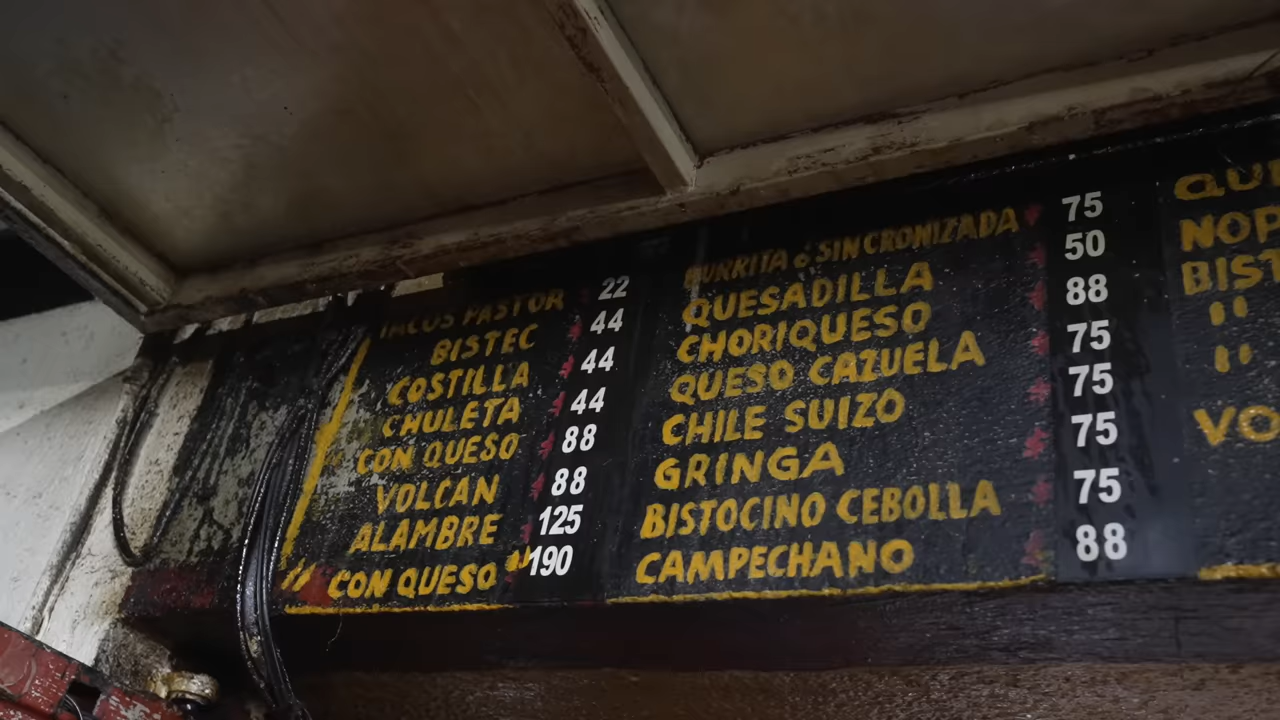 TACOS PASTOR 22
BISTEC 44
COSTILLA 44
CHULETA 44
CON QUESO 88
VOLCAN 88
ALAMBRE 125
" CON QUESO " 190
BURRITA ó SINCRONIZADA 75
QUESADILLA 50
CHORIQUESO 88
QUESO CAZUELA 75
CHILE SUIZO 75
GRINGA 75
BISTOCINO CEBOLLA 75
CAMPECHANO 88
NOP
BIST
"
"
VO